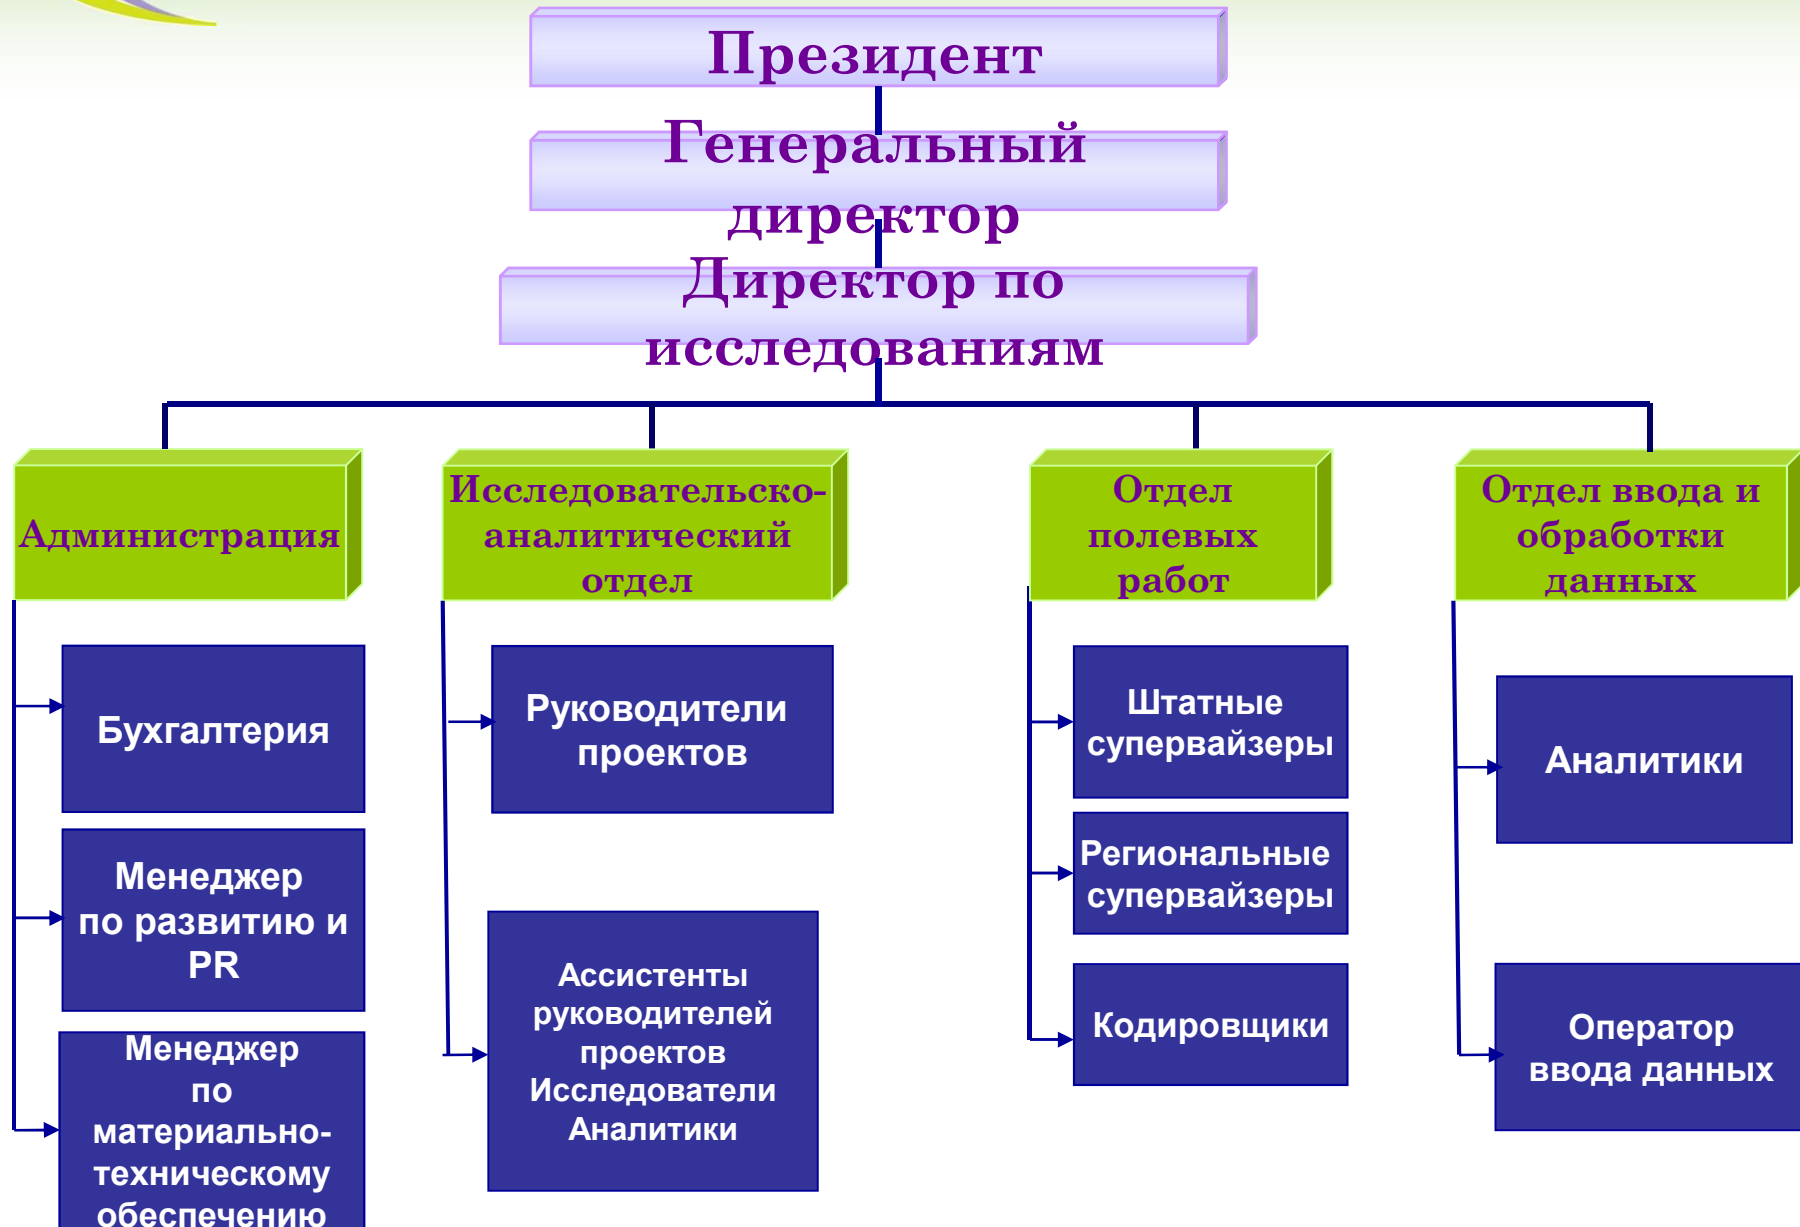 Президент
Генеральный
директор
Директор по
исследованиям
Администрация
Исследовательско-
аналитический
отдел
Отдел
полевых
работ
Отдел ввода и
обработки
данных
Бухгалтерия
Менеджер
по развитию и
PR
Менеджер
по
материально-
техническому
обеспечению
Руководители
проектов
Ассистенты
руководителей
проектов
Исследователи
Аналитики
Штатные
супервайзеры
Региональные
супервайзеры
Кодировщики
Аналитики
Оператор
ввода данных